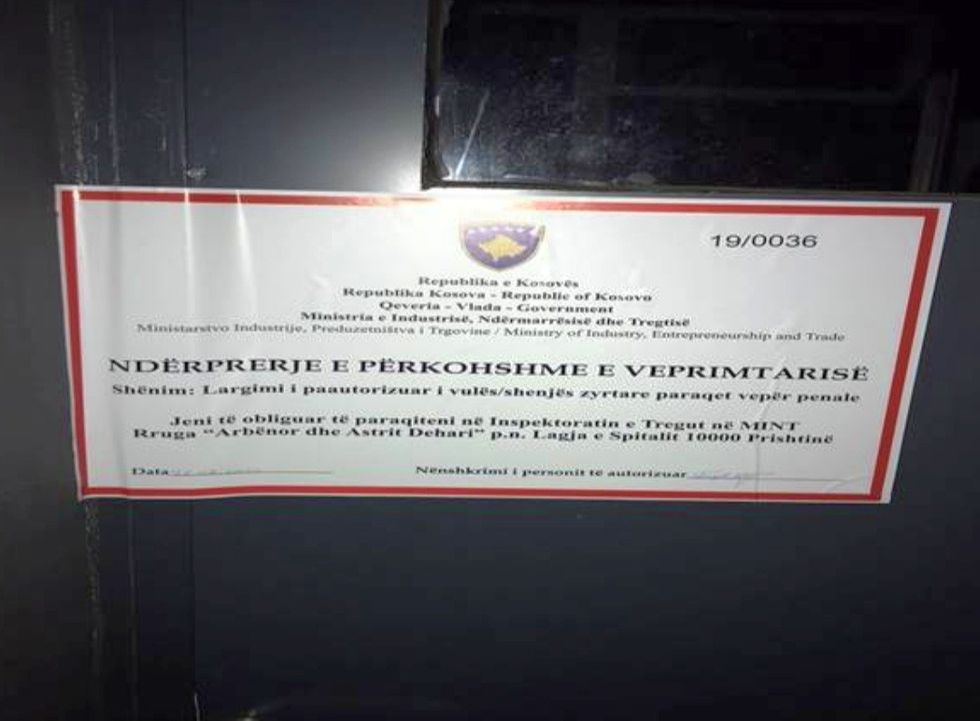 19/0036
Republika e Kosovës
Republika Kosova - Republic of Kosovo
Qeveria - Vlada - Government
Ministria e Industrisë, Ndërmarrësisë dhe Tregtisë
Ministarstvo Industrije, Preduzetništva i Trgovine / Ministry of Industry, Entrepreneurship and Trade
NDËRPRERJE E PËRKOHSHME E VEPRIMTARISË
Shënim: Largimi i paautorizuar i vulës/shenjës zyrtare paraqet vepër penale
Jeni të obliguar të paraqiteni në Inspektoratin e Tregut në MINT
Rruga "Arbënor dhe Astrit Dehari" p.n. Lagja e Spitalit 10000 Prishtinë
Data
Nënshkrimi i personit të autorizuar